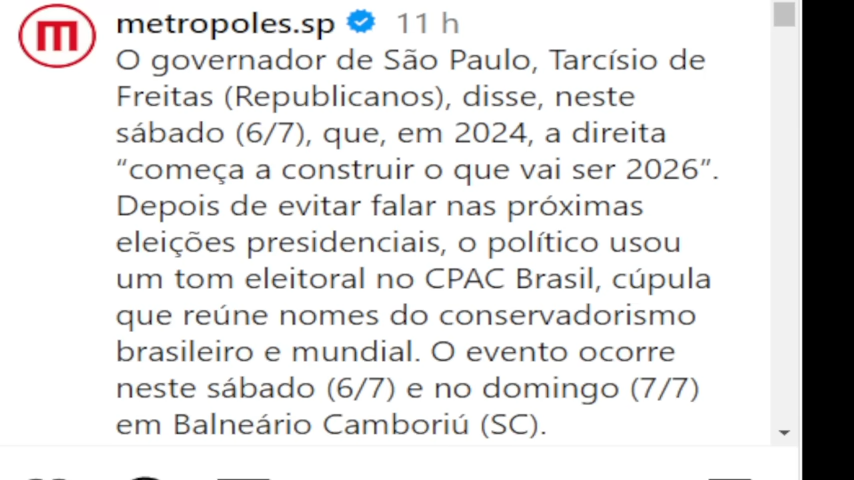 metropoles.sp 11 h
O governador de São Paulo, Tarcísio de
Freitas (Republicanos), disse, neste
sábado (6/7), que, em 2024, a direita
“começa a construir o que vai ser 2026”.
Depois de evitar falar nas próximas
eleições presidenciais, o político usou
um tom eleitoral no CPAC Brasil, cúpula
que reúne nomes do conservadorismo
brasileiro e mundial. O evento ocorre
neste sábado (6/7) e no domingo (7/7)
em Balneário Camboriú (SC).